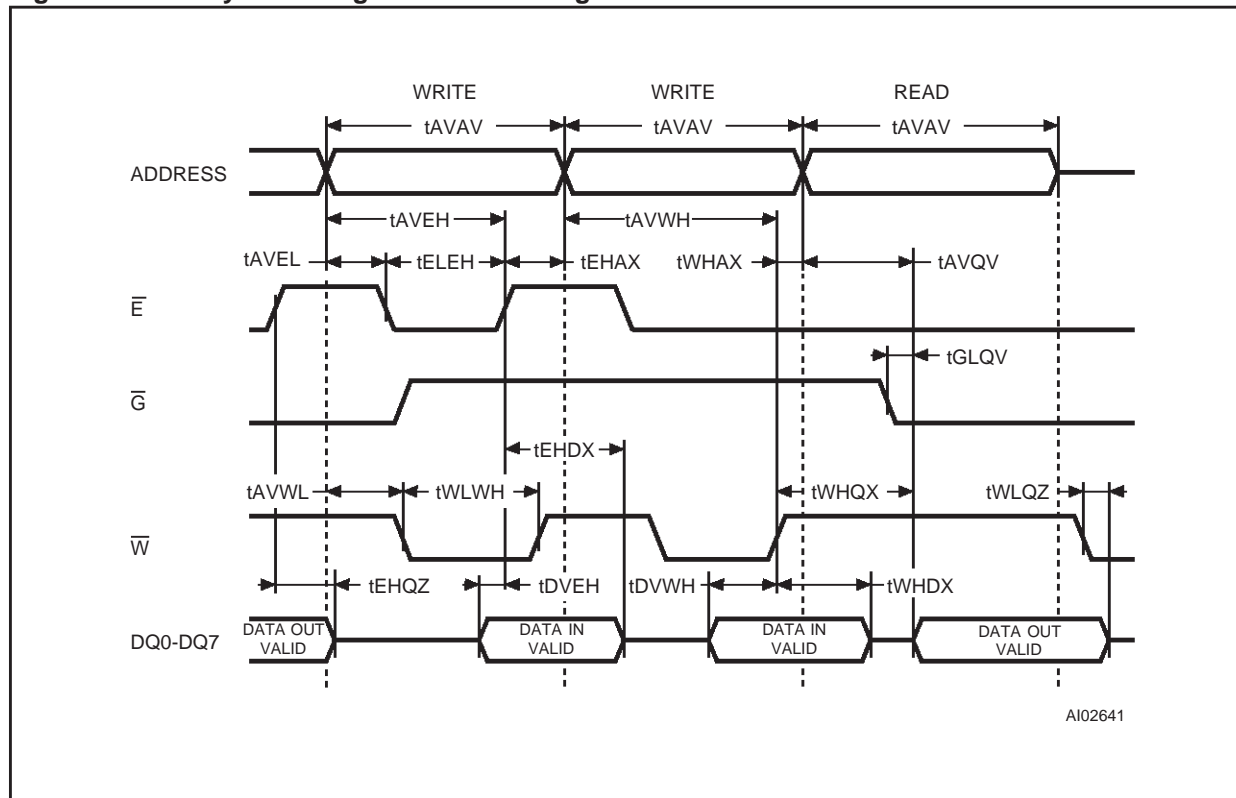 WRITE WRITE READ
tAVAV tAVAV tAVAV
ADDRESS
tAVEH tAVWH
tAVEL tELEH tEHAX tWHAX tAVQV
E
tGLQV
G
tEHDX
tAVWL tWLWH tWHQX tWLQZ
W
tEHQZ tDVEH tDVWH tWHDX
DQ0-DQ7
DATA OUT
VALID
DATA IN
VALID
DATA IN
VALID
DATA OUT
VALID
AI02641